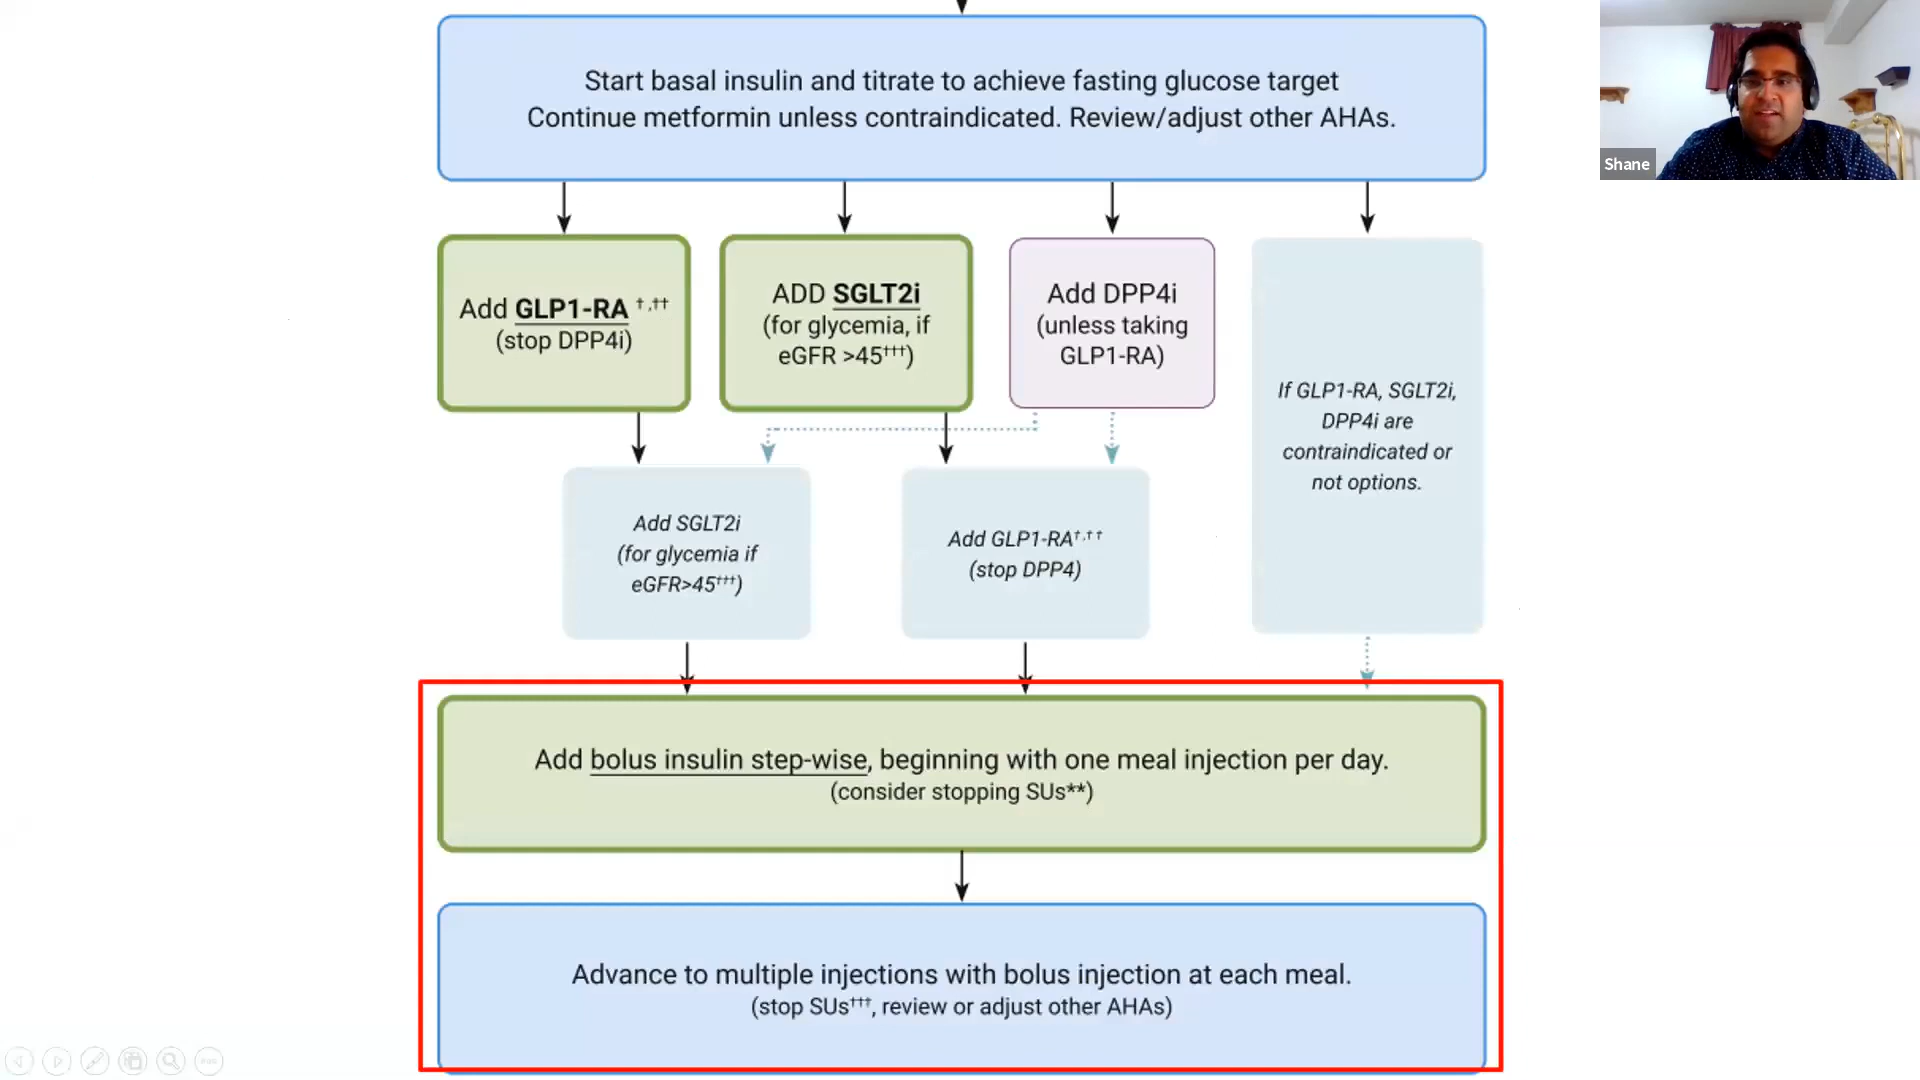 Start basal insulin and titrate to achieve fasting glucose target
Continue metformin unless contraindicated. Review/adjust other AHAs.
Shane
Add GLP1-RA †,††
(stop DPP4i)
ADD SGLT2i
(for glycemia, if
eGFR >45†††)
Add DPP4i
(unless taking
GLP1-RA)
If GLP1-RA, SGLT2i,
DPP4i are
contraindicated or
not options.
Add SGLT2i
(for glycemia if
eGFR>45†††)
Add GLP1-RA†,††
(stop DPP4)
Add bolus insulin step-wise, beginning with one meal injection per day.
(consider stopping SUs**)
Advance to multiple injections with bolus injection at each meal.
(stop SUs†††, review or adjust other AHAs)